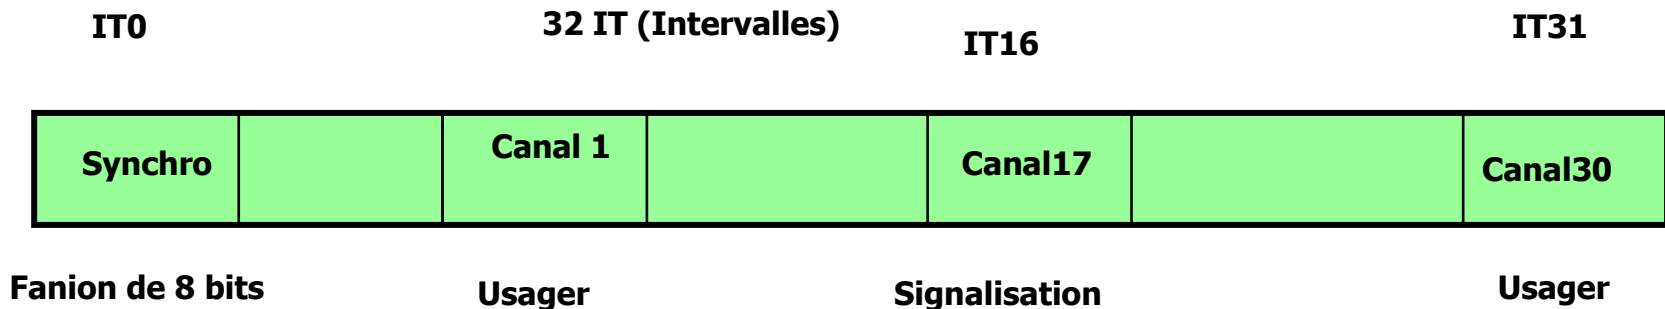 IT0
32 IT (Intervalles)
IT16
IT31
Synchro
Canal 1
Canal17
Canal30
Fanion de 8 bits
Usager
Signalisation
Usager